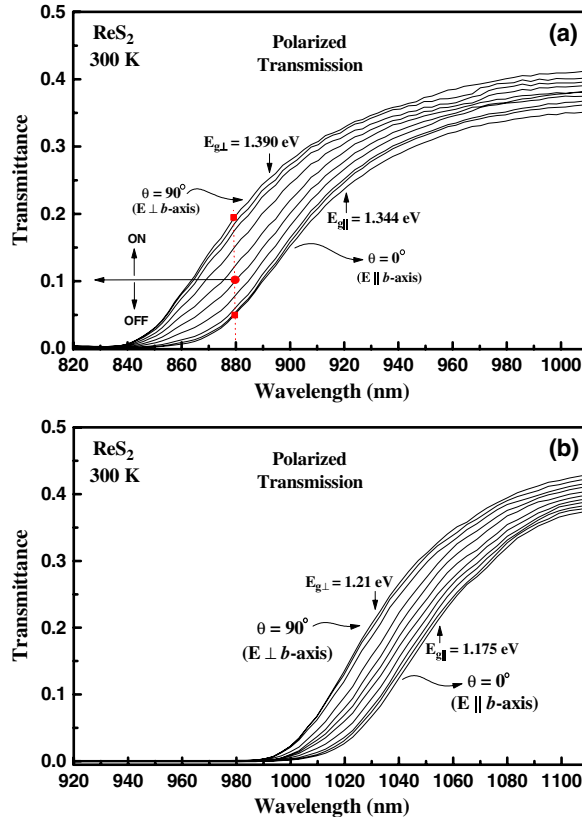 ReS₂
300 K
Polarized
Transmission
(a)
E_g⊥ = 1.390 eV
θ = 90°
(E ⊥ b-axis)
E_g∥ = 1.344 eV
θ = 0°
(E ∥ b-axis)
ON
OFF
Transmittance
0.5
0.4
0.3
0.2
0.1
0.0
820 840 860 880 900 920 940 960 980 1000
Wavelength (nm)
ReS₂
300 K
Polarized
Transmission
(b)
E_g⊥ = 1.21 eV
θ = 90°
(E ⊥ b-axis)
E_g∥ = 1.175 eV
θ = 0°
(E ∥ b-axis)
Transmittance
0.5
0.4
0.3
0.2
0.1
0.0
920 940 960 980 1000 1020 1040 1060 1080 1100
Wavelength (nm)